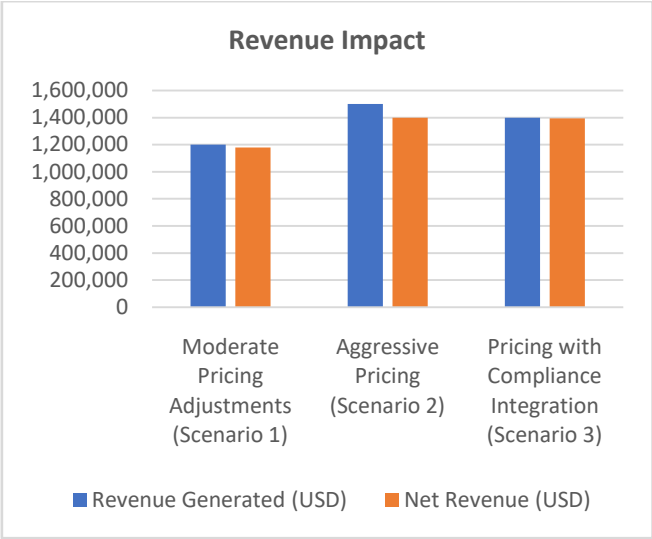 Revenue Impact
1,600,000
1,400,000
1,200,000
1,000,000
800,000
600,000
400,000
200,000
0
Moderate
Pricing
Adjustments
(Scenario 1)
Aggressive
Pricing
(Scenario 2)
Pricing with
Compliance
Integration
(Scenario 3)
Revenue Generated (USD)
Net Revenue (USD)